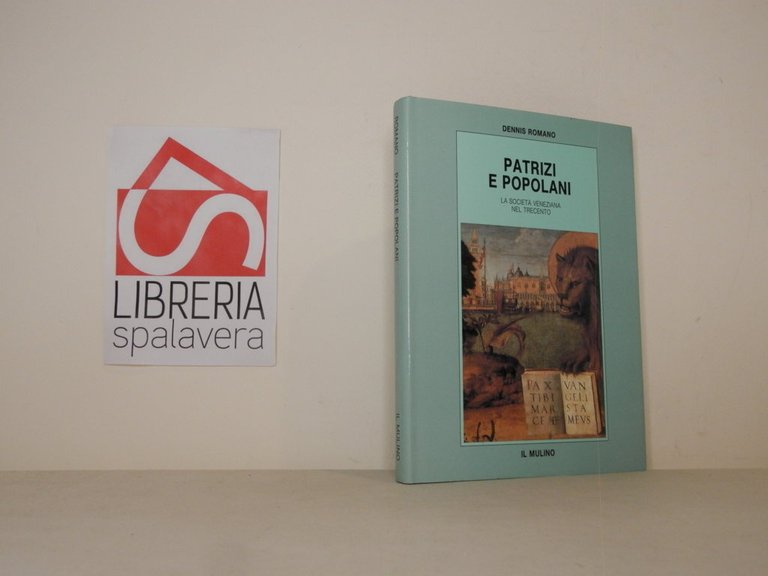 LIBRERIA
spalavera
ROMANO
PATRIZI E POPOLANI
IL MULINO
DENNIS ROMANO
PATRIZI
E POPOLANI
LA SOCIETÀ VENEZIANA
NEL TRECENTO
PAX
TIBI
MAR
CE
VAN
GELI
STA
MEVS
IL MULINO